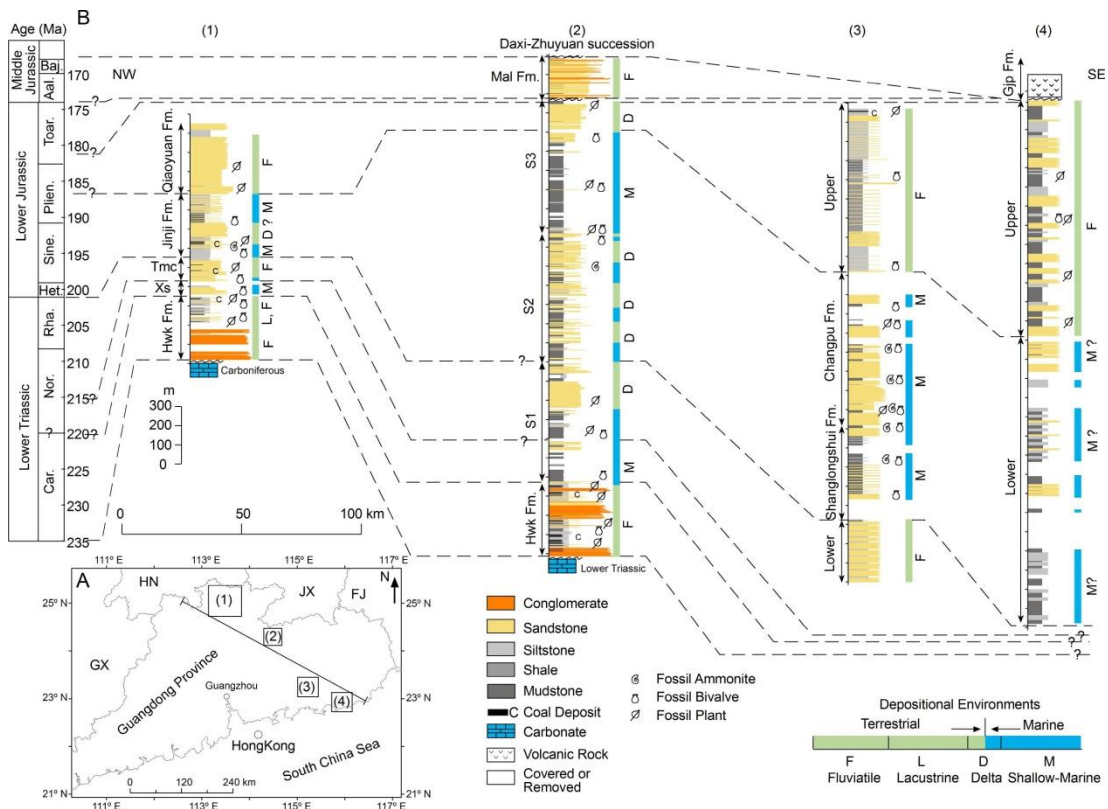 Age (Ma)
B
(1)
(2)
(3)
(4)
Daxi-Zhuyuan succession
NW
SE
Middle Jurassic
Baj.
Aal.
Lower Jurassic
Toar.
Plien.
Sine.
Het.
Lower Triassic
Rha.
Nor.
?
Car.
170
175
180
185
190
195
200
205
210
215
220
225
230
235
?
?
?
?
?
Qiaoyuan Fm.
Jinji Fm.
Tmc
Xs
Hwk Fm.
F
M
D ?
M
F
M
L, F
F
C
C
C
Carboniferous
m
300
200
100
0
0 50 100 km
Mal Fm.
S3
S2
S1
Hwk Fm.
?
?
F
D
M
D
D
D
D
M
F
C
C
Lower Triassic
Upper
Changpu Fm.
Shanglongshui Fm.
Lower
C
F
M
M
M
F
Gjp Fm.
Upper
Lower
F
M ?
M ?
M?
?
?
?
A
111° E 113° E 115° E 117° E
25° N
23° N
21° N
25° N
23° N
21° N
111° E 113° E 115° E 117° E
HN
JX
FJ
GX
N
(1)
(2)
(3)
(4)
Guangdong Province
Guangzhou
HongKong
South China Sea
0 120 240 km
Conglomerate
Sandstone
Siltstone
Shale
Mudstone
C Coal Deposit
Carbonate
Volcanic Rock
Covered or
Removed
Fossil Ammonite
Fossil Bivalve
Fossil Plant
Depositional Environments
Terrestrial Marine
F L D M
Fluviatile Lacustrine Delta Shallow-Marine